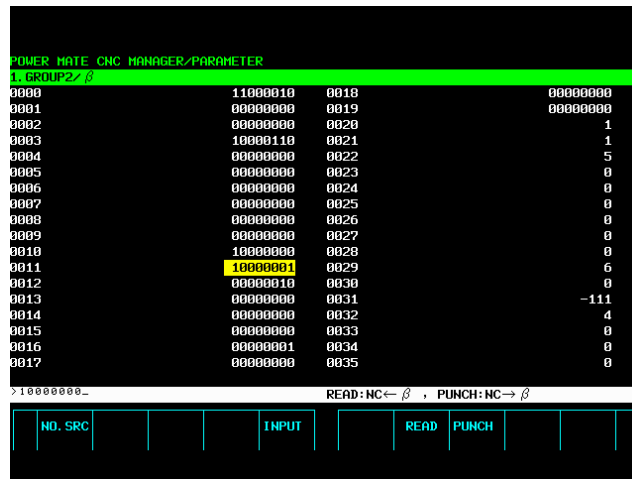 POWER MATE CNC MANAGER/PARAMETER
1.GROUP2/ β
0000 11000010 0018 00000000
0001 00000000 0019 00000000
0002 00000000 0020 1
0003 10000110 0021 1
0004 00000000 0022 5
0005 00000000 0023 0
0006 00000000 0024 0
0007 00000000 0025 0
0008 00000000 0026 0
0009 00000000 0027 0
0010 10000000 0028 0
0011 10000001 0029 6
0012 00000010 0030 0
0013 00000000 0031 -111
0014 00000000 0032 4
0015 00000000 0033 0
0016 00000001 0034 0
0017 00000000 0035 0
>10000000_ READ:NC← β , PUNCH:NC→ β
NO.SRC INPUT READ PUNCH